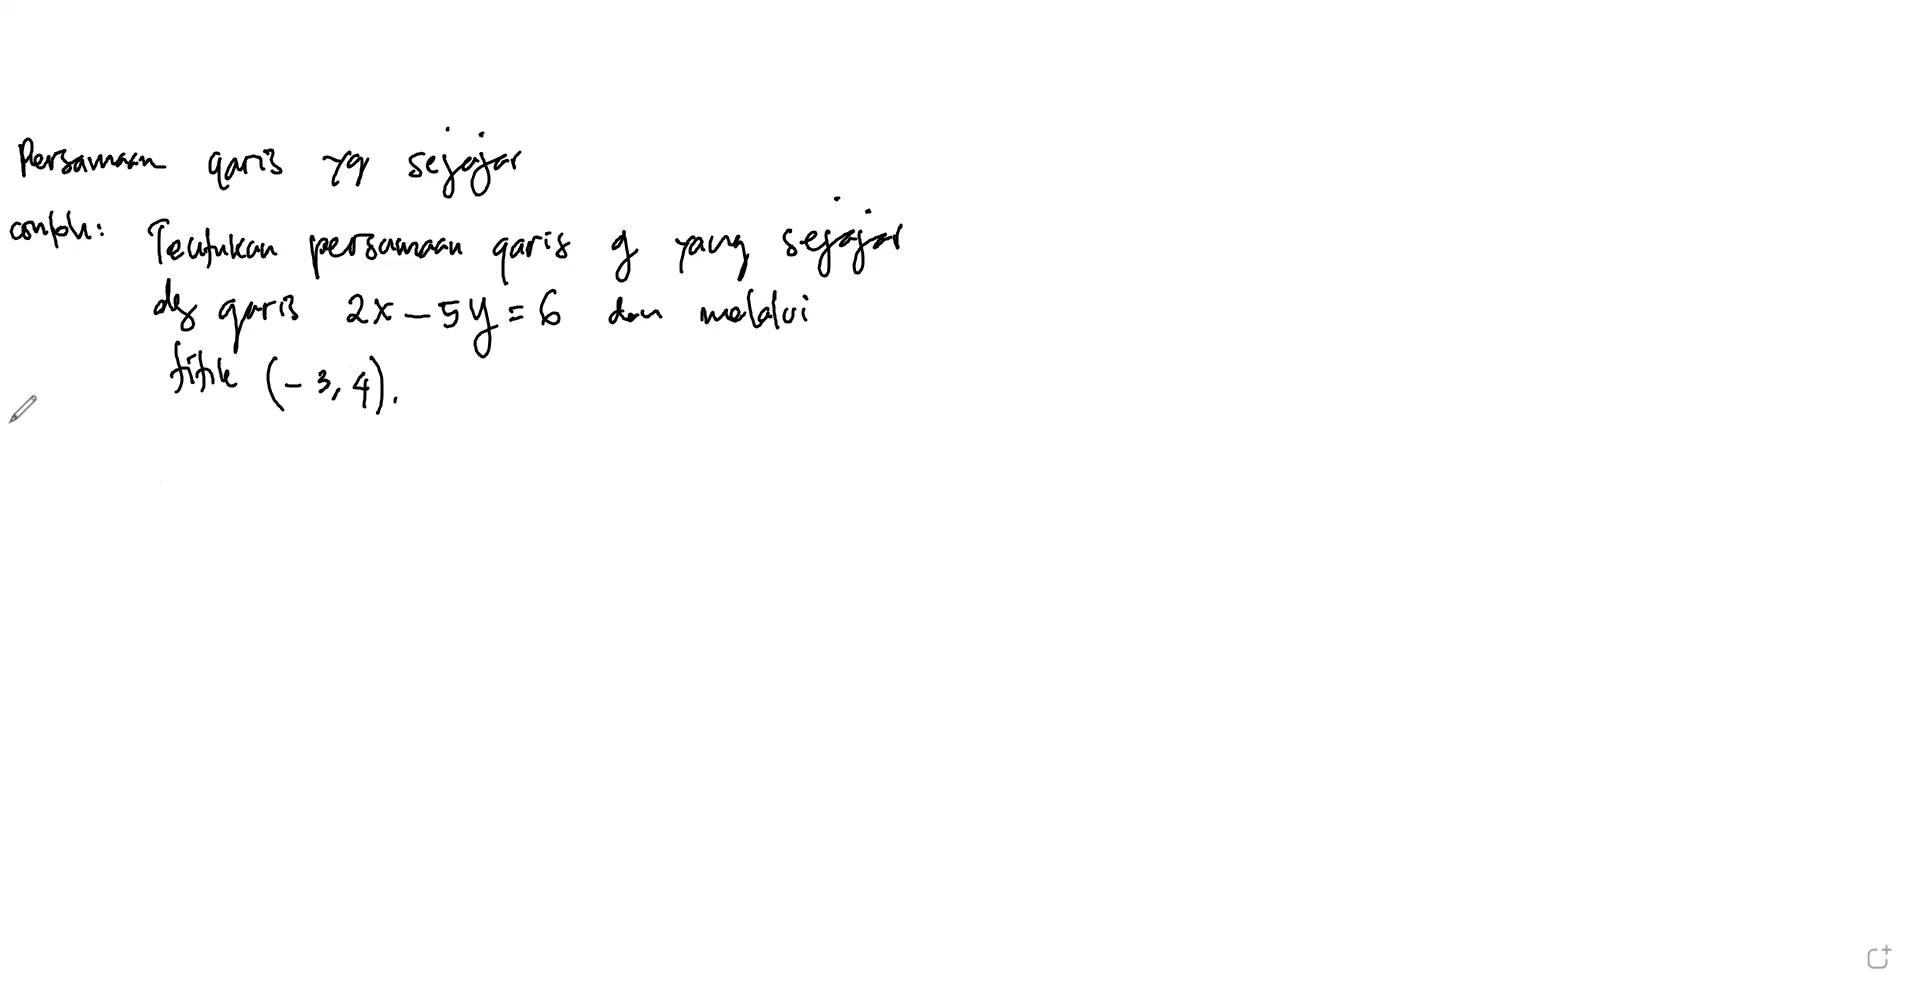 Persamaan garis yg sejajar
contoh: Tentukan persamaan garis g yang sejajar
dg garis 2x - 5y = 6 dan melalui
titik (-3, 4).